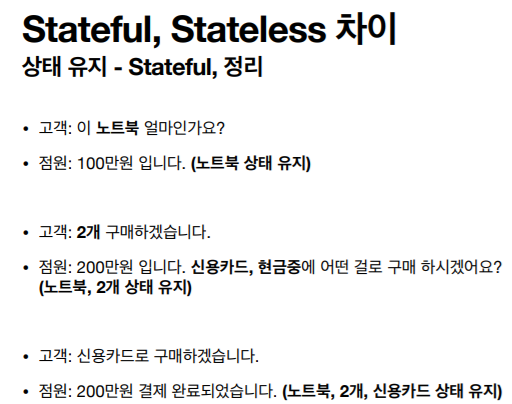 Stateful, Stateless 차이
상태 유지 - Stateful, 정리
• 고객: 이 노트북 얼마인가요?
• 점원: 100만원 입니다. (노트북 상태 유지)
• 고객: 2개 구매하겠습니다.
• 점원: 200만원 입니다. 신용카드, 현금중에 어떤 걸로 구매 하시겠어요?
(노트북, 2개 상태 유지)
• 고객: 신용카드로 구매하겠습니다.
• 점원: 200만원 결제 완료되었습니다. (노트북, 2개, 신용카드 상태 유지)